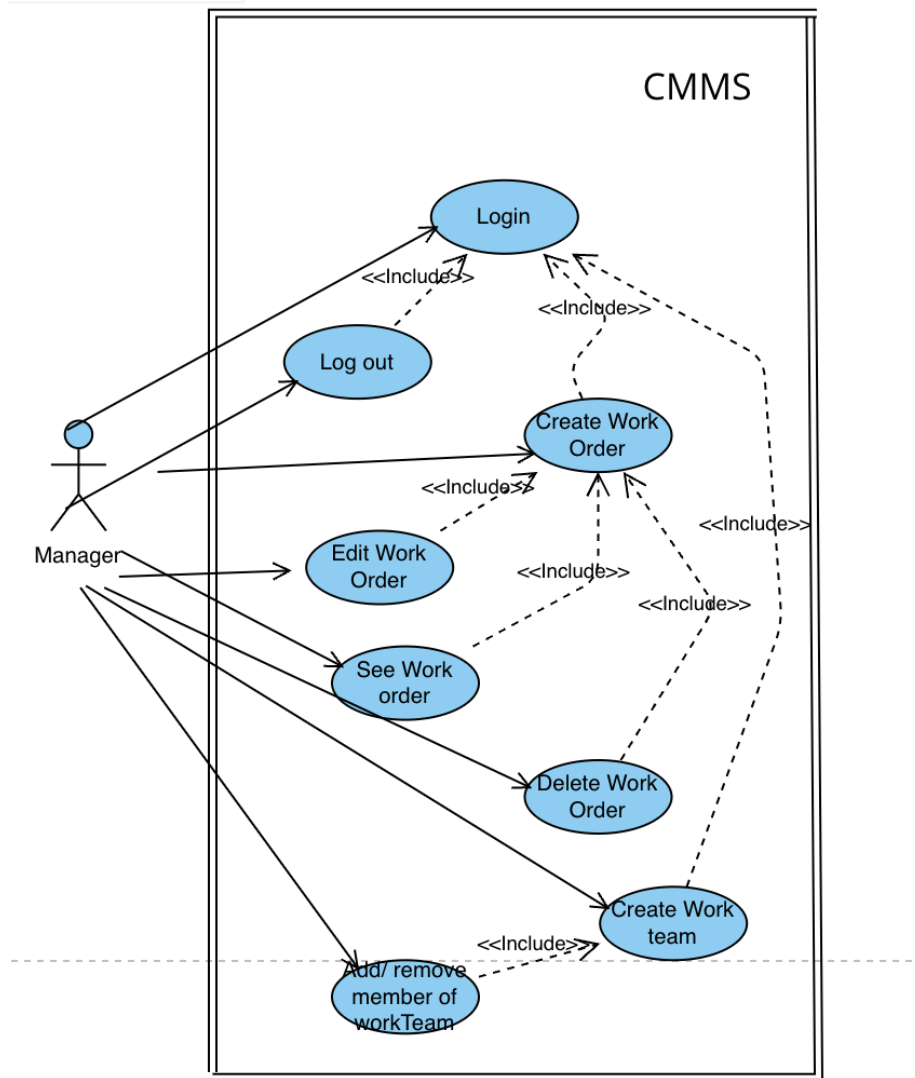 CMMS
Login
<<Include>>
<<Include>>
Log out
Create Work
Order
<<Include>>
<<Include>>
Manager
Edit Work
Order
<<Include>>
<<Include>>
See Work
order
Delete Work
Order
Create Work
team
<<Include>>
Add/ remove
member of
workTeam